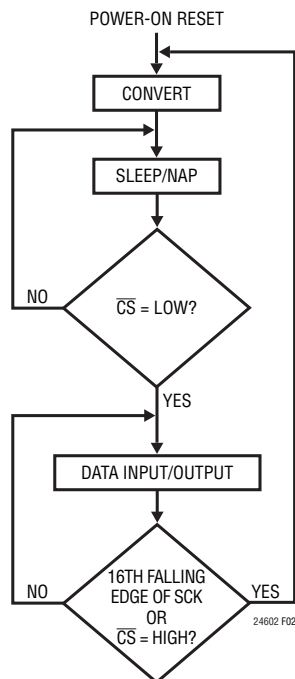 POWER-ON RESET
CONVERT
SLEEP/NAP
CS = LOW?
NO
YES
DATA INPUT/OUTPUT
16TH FALLING
EDGE OF SCK
OR
CS = HIGH?
NO
YES
24602 F02